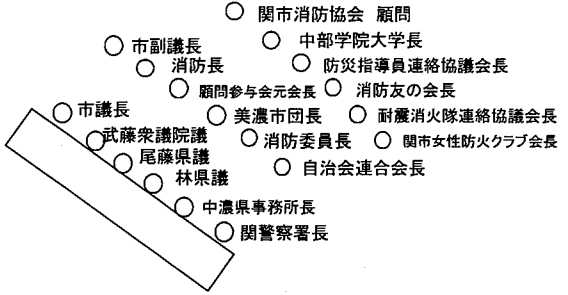 関市消防協会 顧問
中部学院大学長
市副議長
消防長
防災指導員連絡協議会長
顧問参与会元会長
消防友の会長
市議長
美濃市団長
耐震消火隊連絡協議会長
武藤衆議院議
消防委員長
関市女性防火クラブ会長
尾藤県議
自治会連合会長
林県議
中濃県事務所長
関警察署長